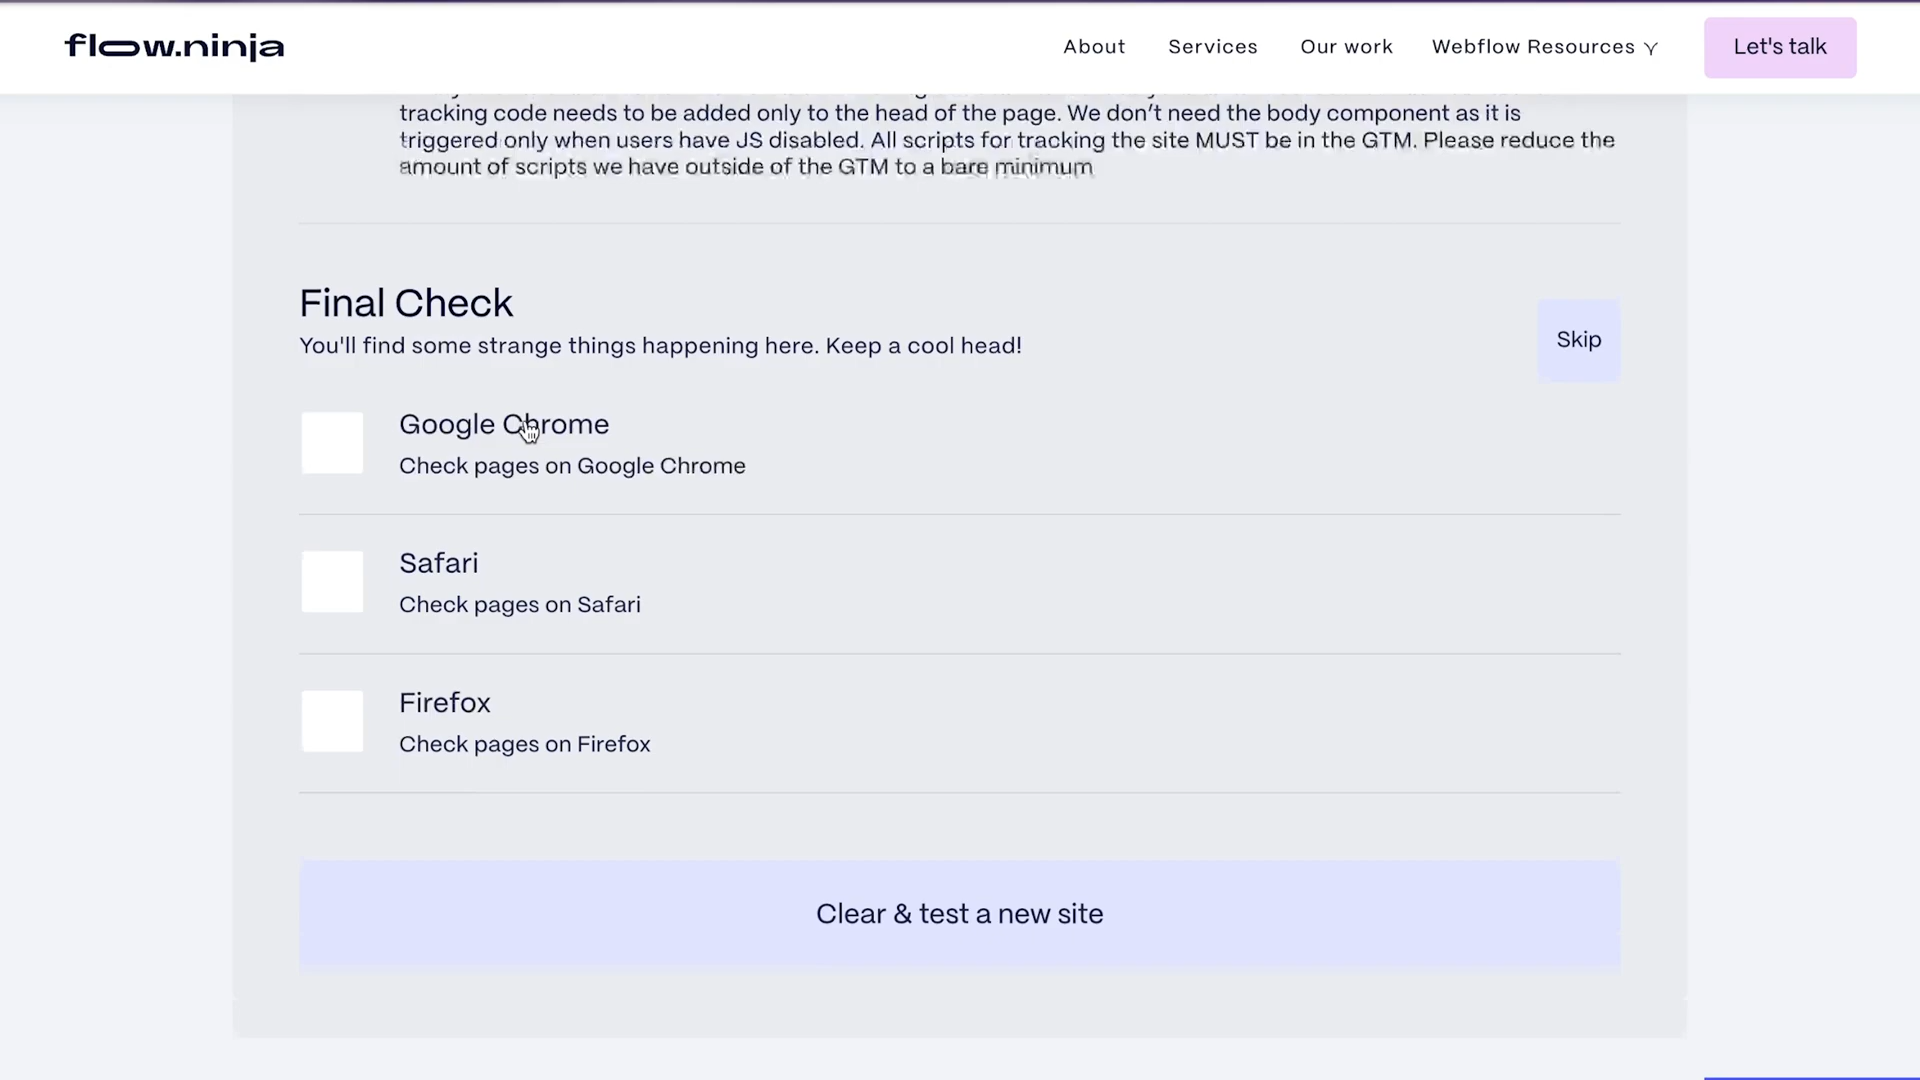 flow.ninja
About
Services
Our work
Webflow Resources
Let's talk
tracking code needs to be added only to the head of the page. We don’t need the body component as it is
triggered only when users have JS disabled. All scripts for tracking the site MUST be in the GTM. Please reduce the
amount of scripts we have outside of the GTM to a bare minimum
Final Check
You'll find some strange things happening here. Keep a cool head!
Skip
Google Chrome
Check pages on Google Chrome
Safari
Check pages on Safari
Firefox
Check pages on Firefox
Clear & test a new site